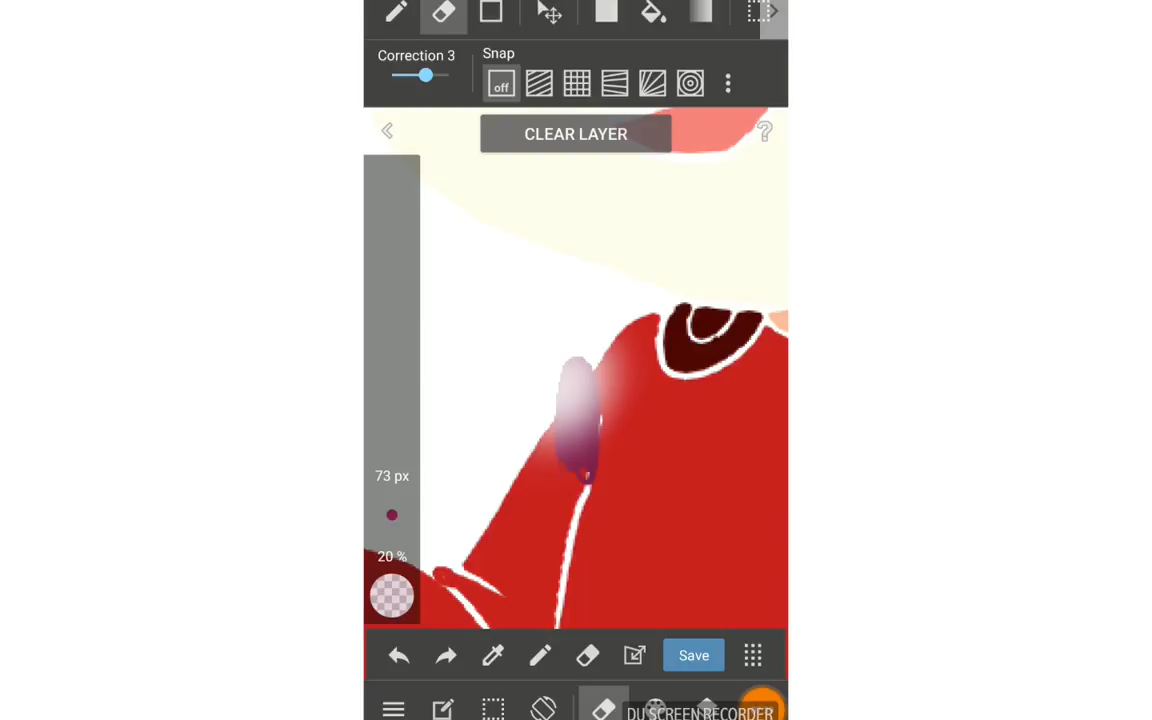 Correction 3
Snap
off
CLEAR LAYER
?
73 px
20 %
Save
DU SCREEN RECORDER